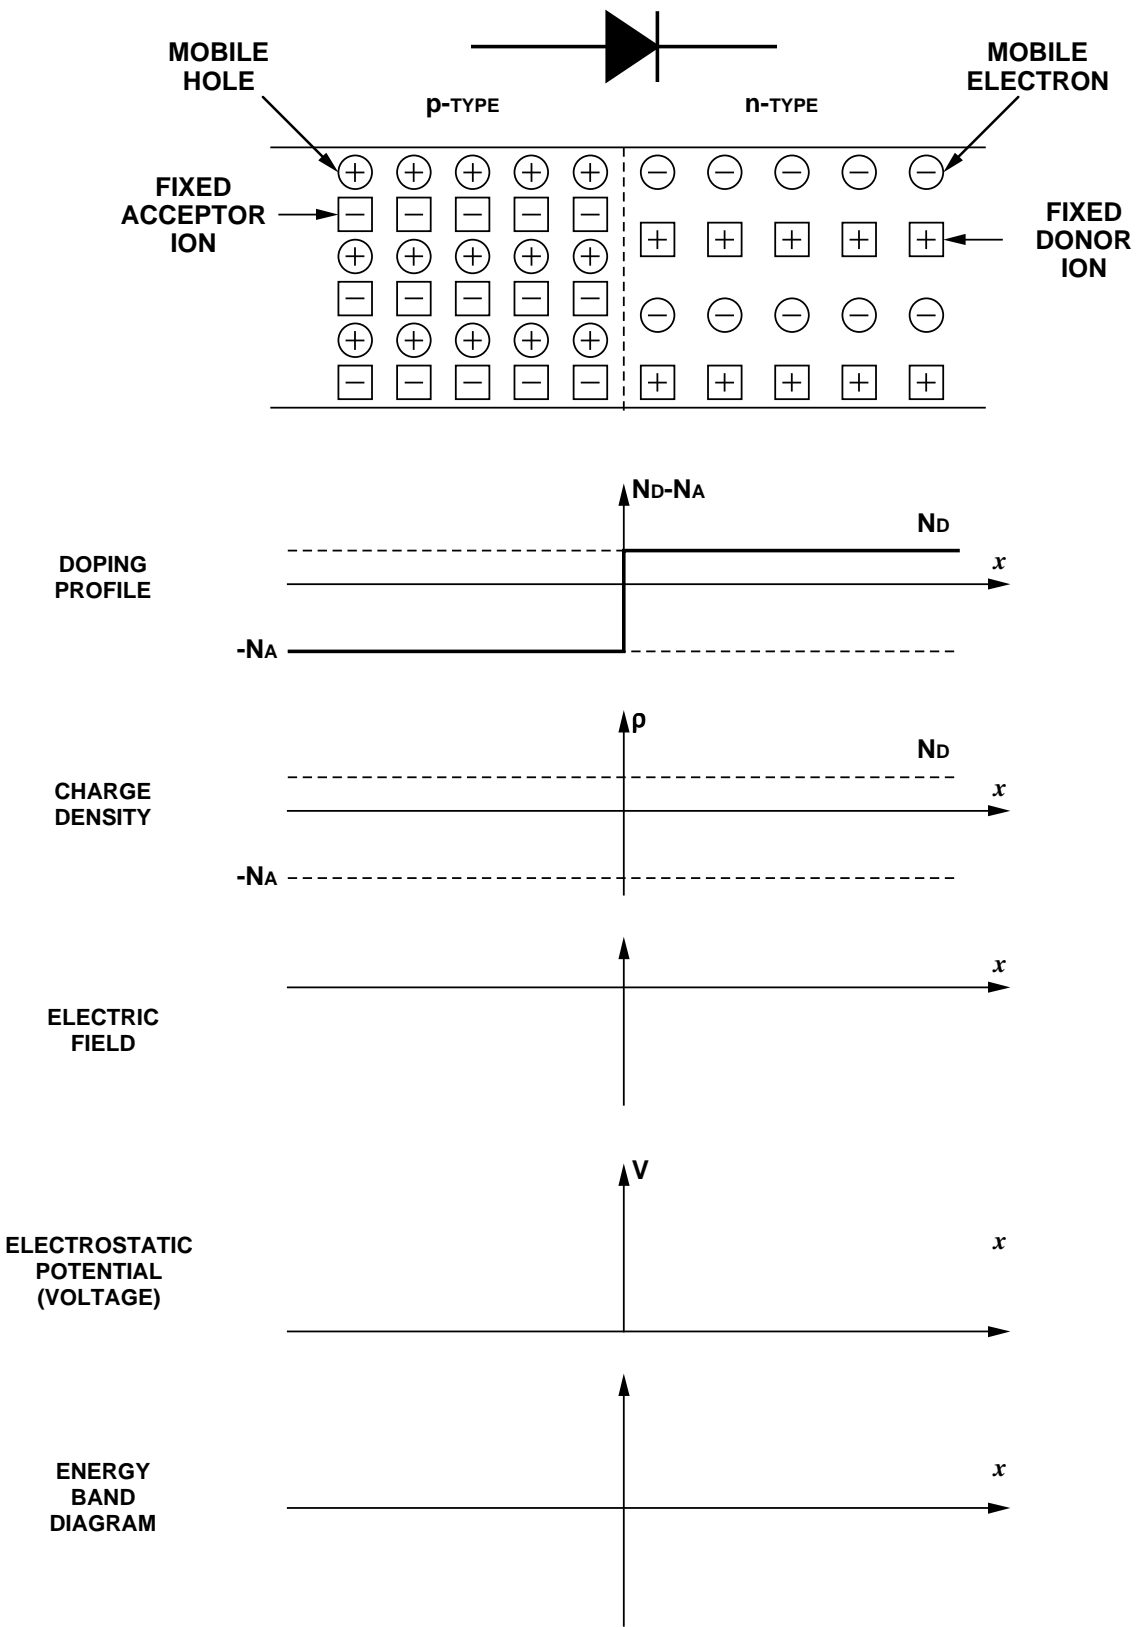 MOBILE
HOLE
MOBILE
ELECTRON
p-TYPE
n-TYPE
FIXED
ACCEPTOR
ION
FIXED
DONOR
ION
ND-NA
ND
x
DOPING
PROFILE
-NA
ρ
ND
x
CHARGE
DENSITY
-NA
x
ELECTRIC
FIELD
V
x
ELECTROSTATIC
POTENTIAL
(VOLTAGE)
x
ENERGY
BAND
DIAGRAM